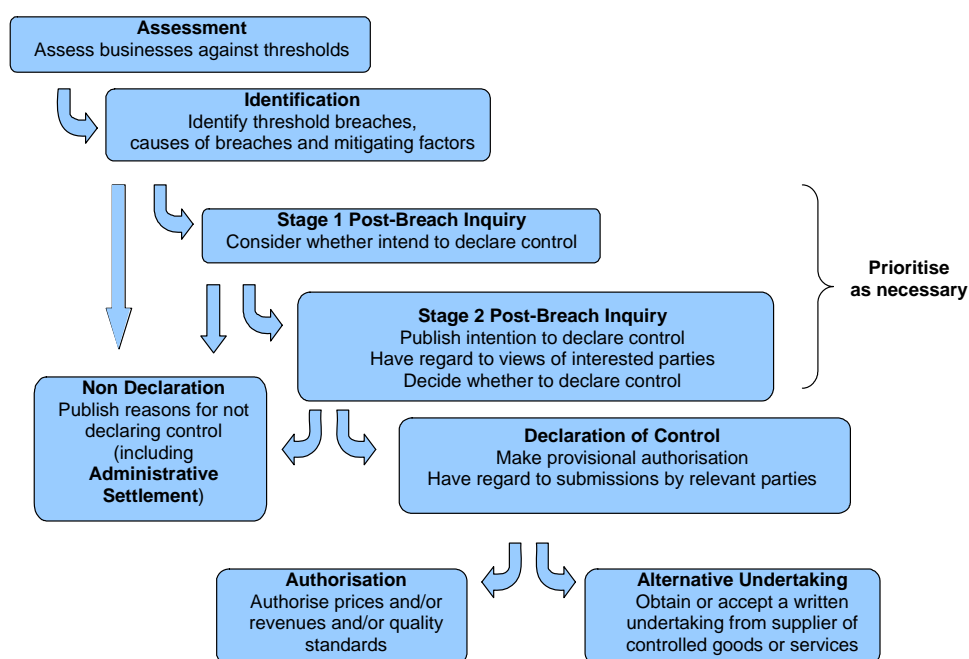 Assessment
Assess businesses against thresholds
Identification
Identify threshold breaches,
causes of breaches and mitigating factors
Stage 1 Post-Breach Inquiry
Consider whether intend to declare control
Prioritise
as necessary
Stage 2 Post-Breach Inquiry
Publish intention to declare control
Have regard to views of interested parties
Decide whether to declare control
Non Declaration
Publish reasons for not
declaring control
(including
Administrative
Settlement)
Declaration of Control
Make provisional authorisation
Have regard to submissions by relevant parties
Authorisation
Authorise prices and/or
revenues and/or quality
standards
Alternative Undertaking
Obtain or accept a written
undertaking from supplier of
controlled goods or services